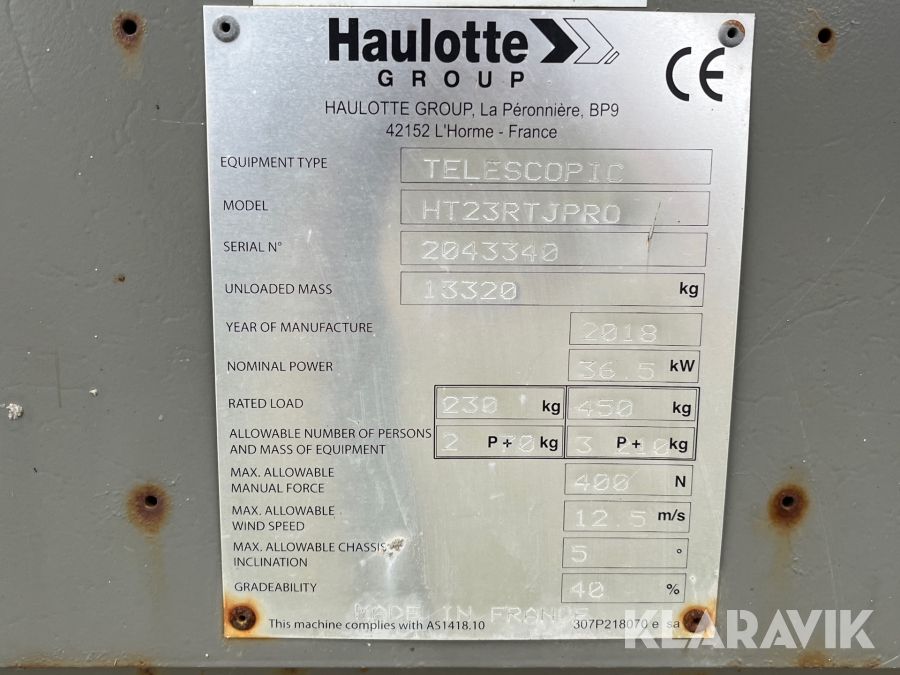 Haulotte
GROUP
CE
HAULOTTE GROUP, La Péronnière, BP9
42152 L'Horme - France
EQUIPMENT TYPE TELESCOPIC
MODEL HT23RTJPRO
SERIAL N° 2043340
UNLOADED MASS 13320 kg
YEAR OF MANUFACTURE 2018
NOMINAL POWER 36.5 kW
RATED LOAD 230 kg 450 kg
ALLOWABLE NUMBER OF PERSONS
AND MASS OF EQUIPMENT 2 P+ 70 kg 3 P+ 210 kg
MAX. ALLOWABLE
MANUAL FORCE 400 N
MAX. ALLOWABLE
WIND SPEED 12.5 m/s
MAX. ALLOWABLE CHASSIS
INCLINATION 5 °
GRADEABILITY 40 %
MADE IN FRANCE
This machine complies with AS1418.10 307P218070 e sa
KLARAVIK